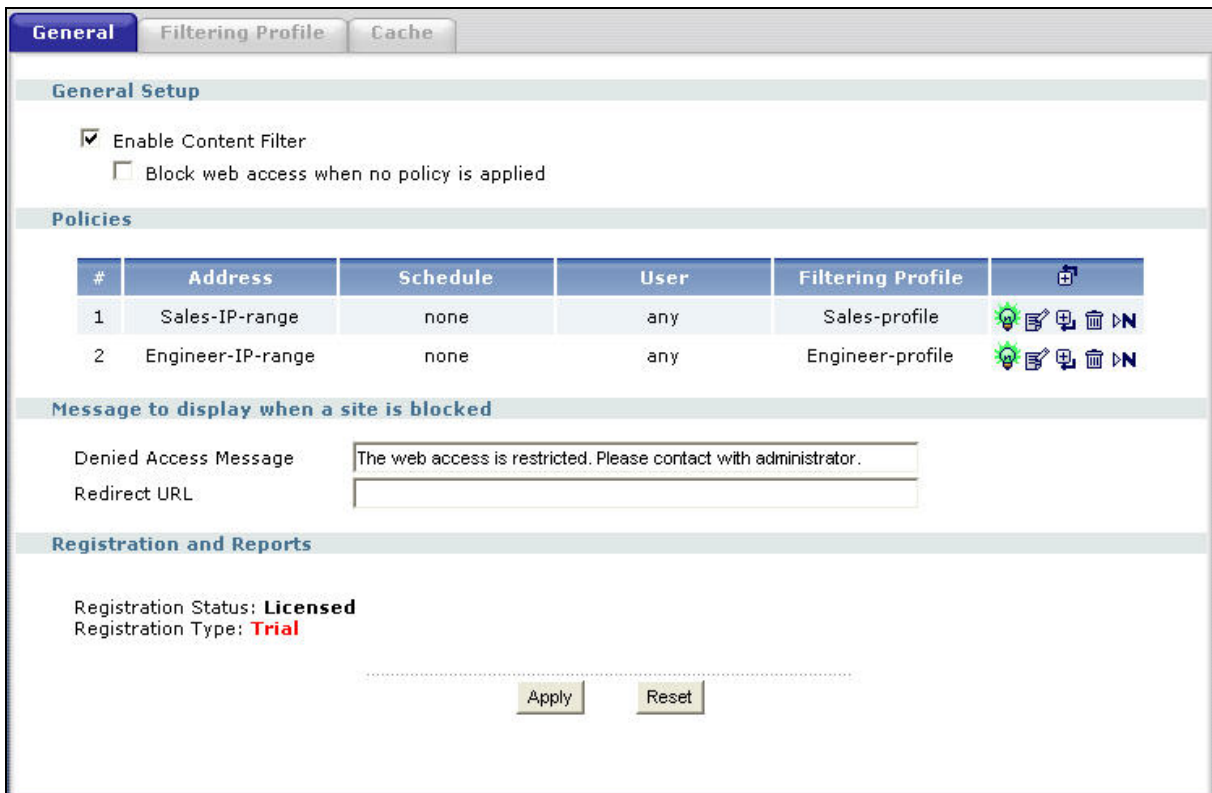 General Filtering Profile Cache
General Setup
Enable Content Filter
Block web access when no policy is applied
Policies
# Address Schedule User Filtering Profile
1 Sales-IP-range none any Sales-profile N
2 Engineer-IP-range none any Engineer-profile N
Message to display when a site is blocked
Denied Access Message The web access is restricted. Please contact with administrator.
Redirect URL
Registration and Reports
Registration Status: Licensed
Registration Type: Trial
Apply Reset